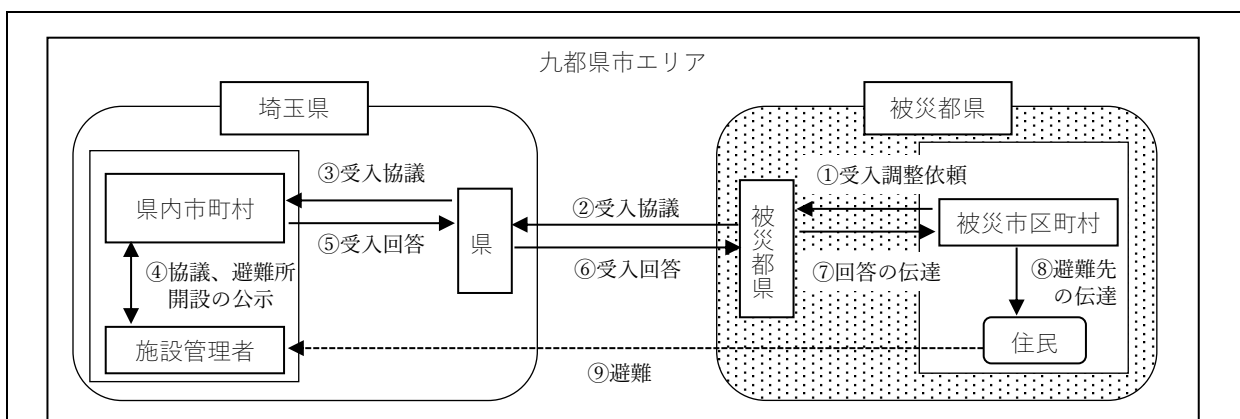 九都県市エリア
埼玉県
被災都県
③受入協議
①受入調整依頼
県内市町村
②受入協議
県
被災都県
被災市区町村
⑤受入回答
⑥受入回答
⑦回答の伝達
④協議、避難所
開設の公示
⑧避難先
の伝達
施設管理者
住民
⑨避難